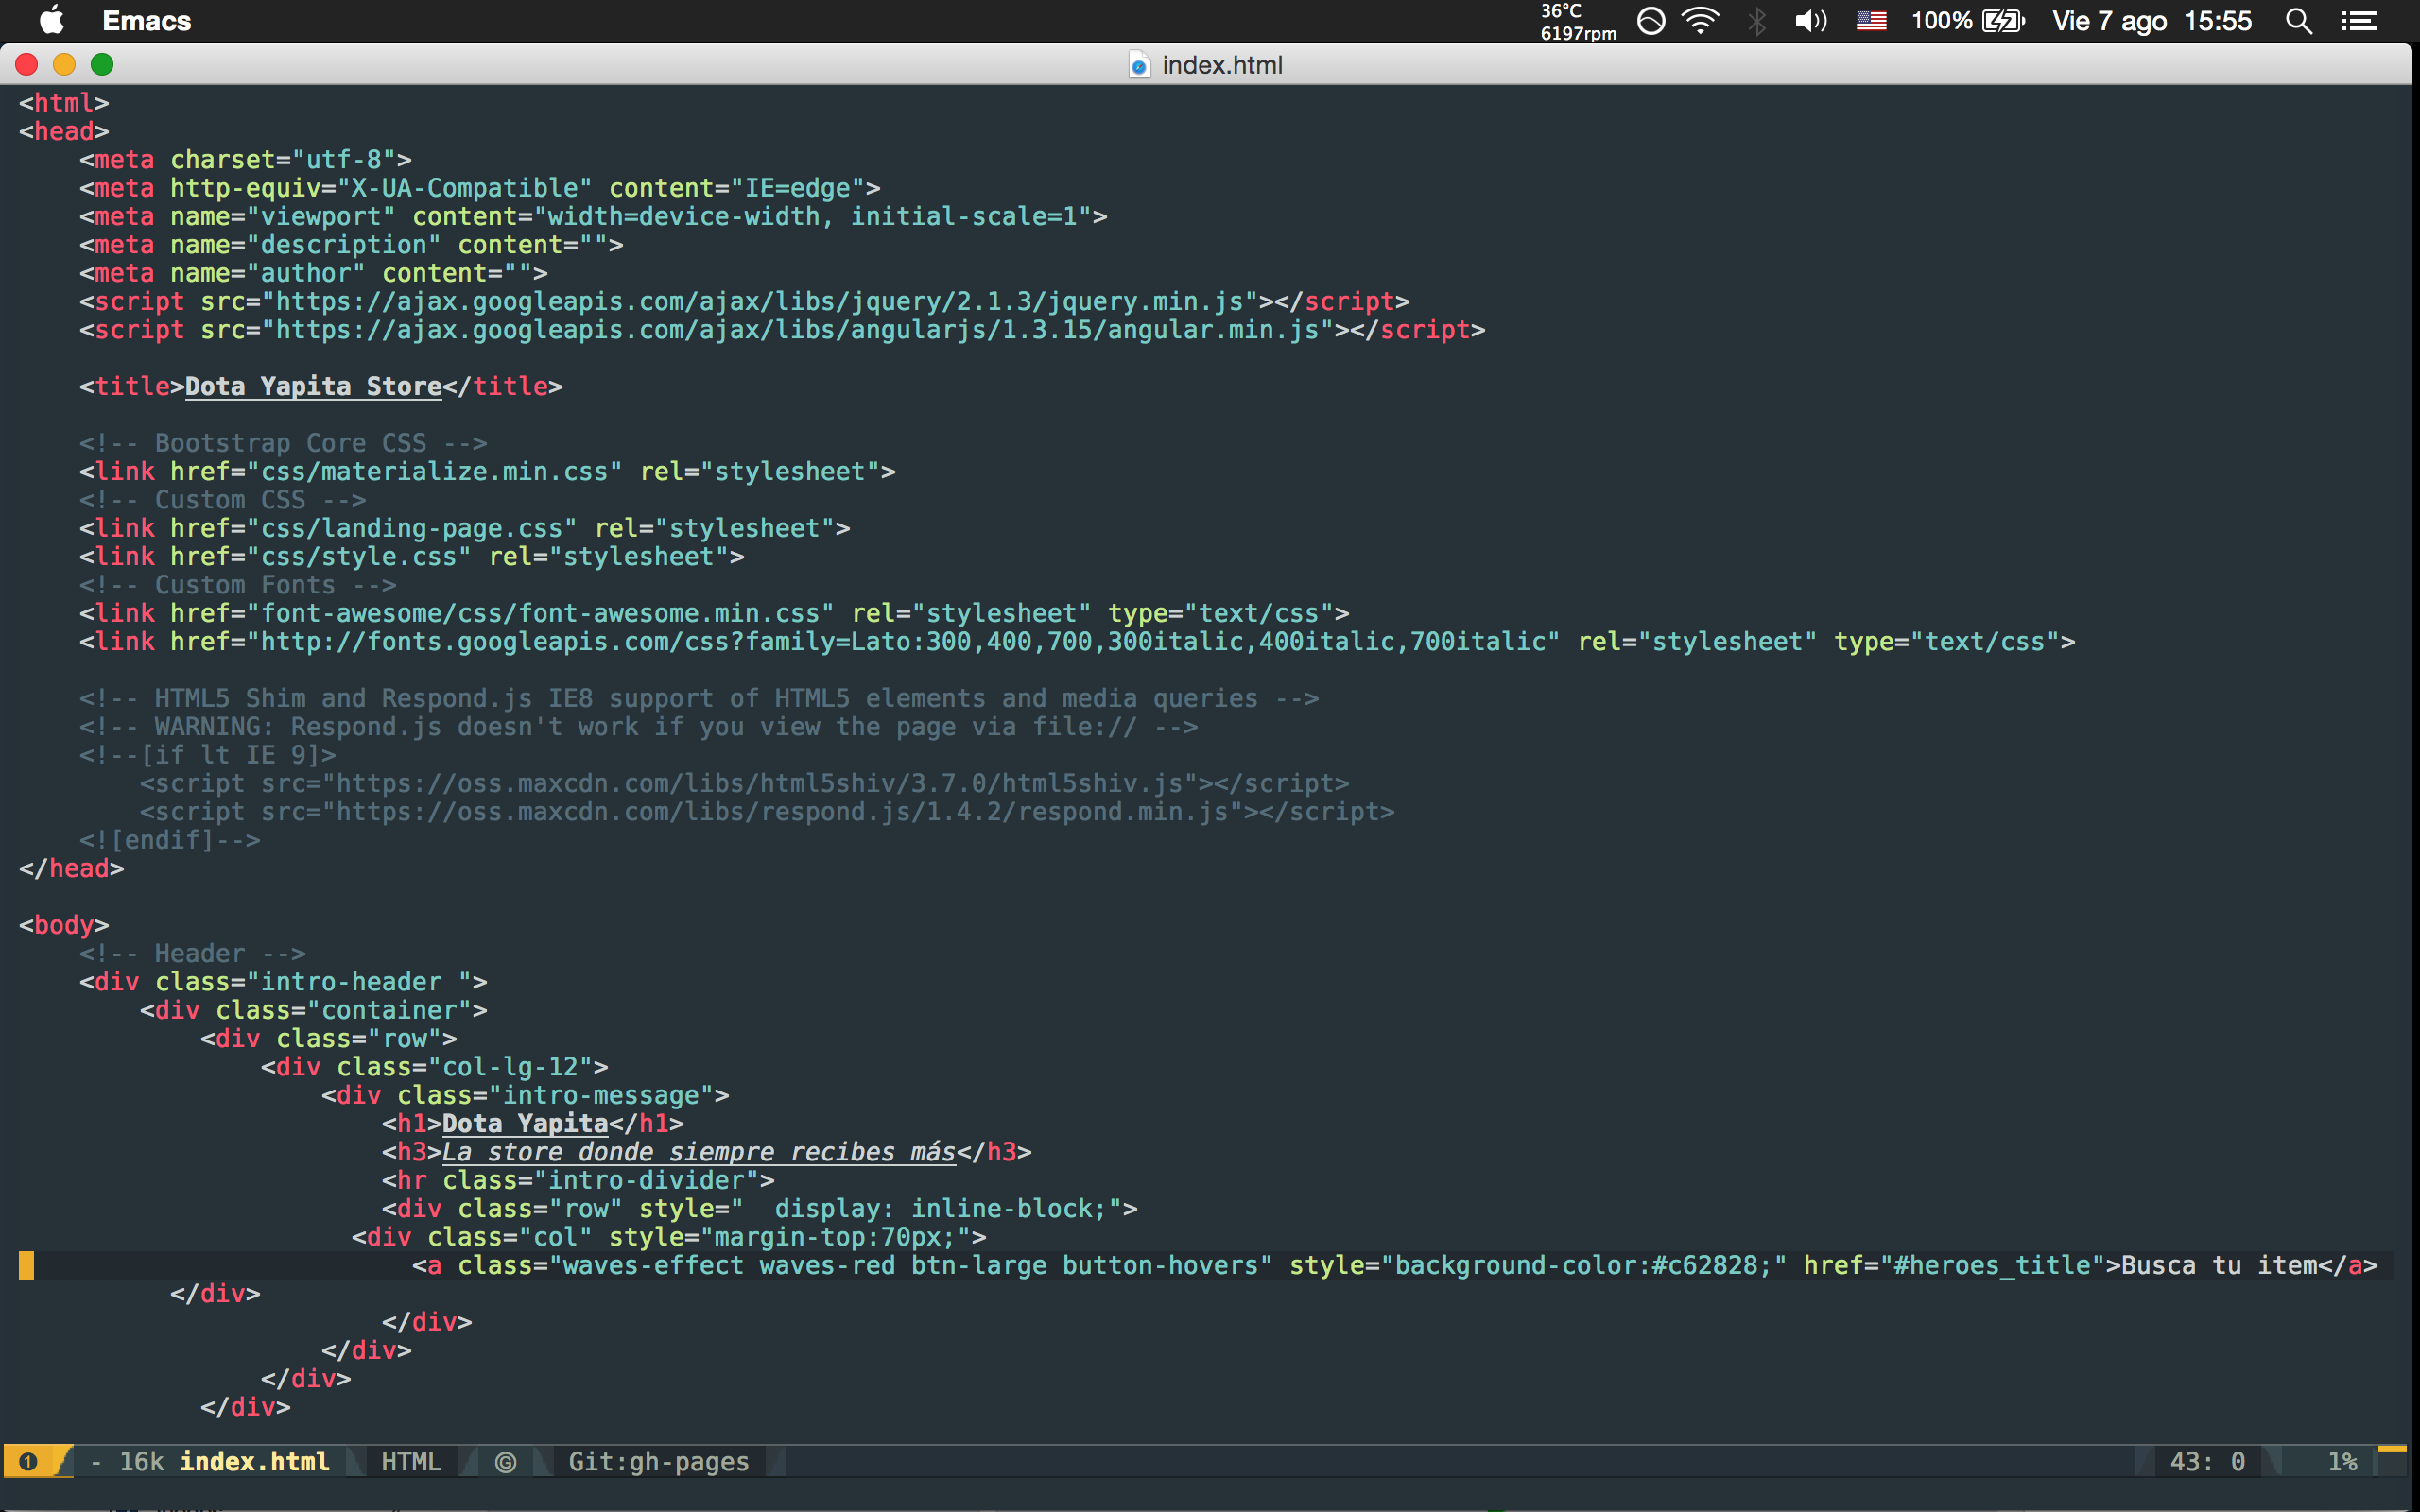 Emacs 36°C 6197rpm 100% Vie 7 ago 15:55
index.html
<html>
<head>
    <meta charset="utf-8">
    <meta http-equiv="X-UA-Compatible" content="IE=edge">
    <meta name="viewport" content="width=device-width, initial-scale=1">
    <meta name="description" content="">
    <meta name="author" content="">
    <script src="https://ajax.googleapis.com/ajax/libs/jquery/2.1.3/jquery.min.js"></script>
    <script src="https://ajax.googleapis.com/ajax/libs/angularjs/1.3.15/angular.min.js"></script>

    <title>Dota Yapita Store</title>

    <!-- Bootstrap Core CSS -->
    <link href="css/materialize.min.css" rel="stylesheet">
    <!-- Custom CSS -->
    <link href="css/landing-page.css" rel="stylesheet">
    <link href="css/style.css" rel="stylesheet">
    <!-- Custom Fonts -->
    <link href="font-awesome/css/font-awesome.min.css" rel="stylesheet" type="text/css">
    <link href="http://fonts.googleapis.com/css?family=Lato:300,400,700,300italic,400italic,700italic" rel="stylesheet" type="text/css">

    <!-- HTML5 Shim and Respond.js IE8 support of HTML5 elements and media queries -->
    <!-- WARNING: Respond.js doesn't work if you view the page via file:// -->
    <!--[if lt IE 9]>
        <script src="https://oss.maxcdn.com/libs/html5shiv/3.7.0/html5shiv.js"></script>
        <script src="https://oss.maxcdn.com/libs/respond.js/1.4.2/respond.min.js"></script>
    <![endif]-->
</head>

<body>
    <!-- Header -->
    <div class="intro-header ">
        <div class="container">
            <div class="row">
                <div class="col-lg-12">
                    <div class="intro-message">
                        <h1>Dota Yapita</h1>
                        <h3>La store donde siempre recibes más</h3>
                        <hr class="intro-divider">
                        <div class="row" style="  display: inline-block;">
                      <div class="col" style="margin-top:70px;">
                          <a class="waves-effect waves-red btn-large button-hovers" style="background-color:#c62828;" href="#heroes_title">Busca tu item</a>
          </div>
                        </div>
                    </div>
                </div>
            </div>
❶ - 16k index.html HTML Ⓖ Git:gh-pages 43: 0 1%